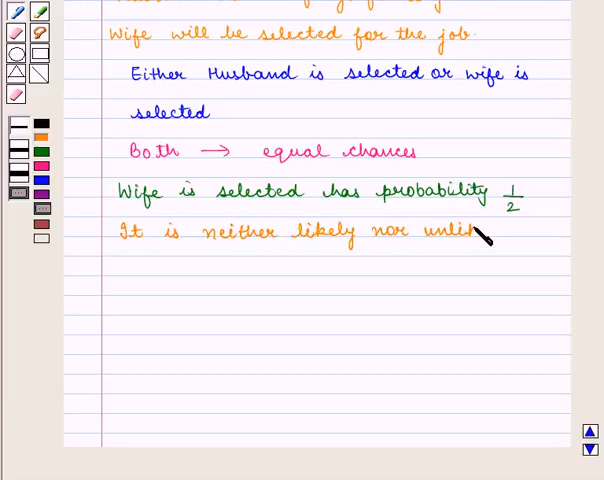 Wife will be selected for the job.
Either Husband is selected or wife is
selected
Both → equal chances
Wife is selected has probability 1/2
It is neither likely nor unlik